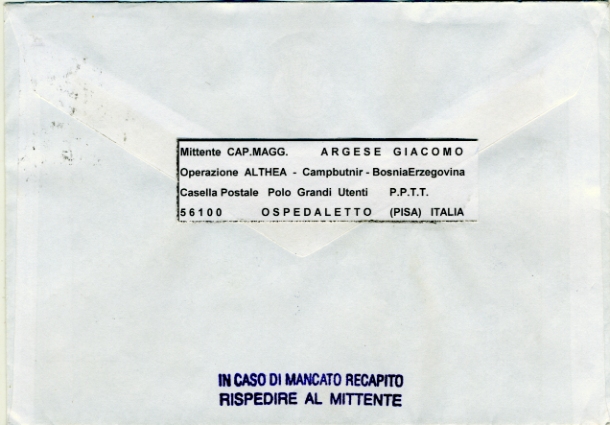 Mittente CAP.MAGG. ARGESE GIACOMO
Operazione ALTHEA - Campbutnir - BosniaErzegovina
Casella Postale Polo Grandi Utenti P.P.T.T.
56100 OSPEDALETTO (PISA) ITALIA
IN CASO DI MANCATO RECAPITO
RISPEDIRE AL MITTENTE